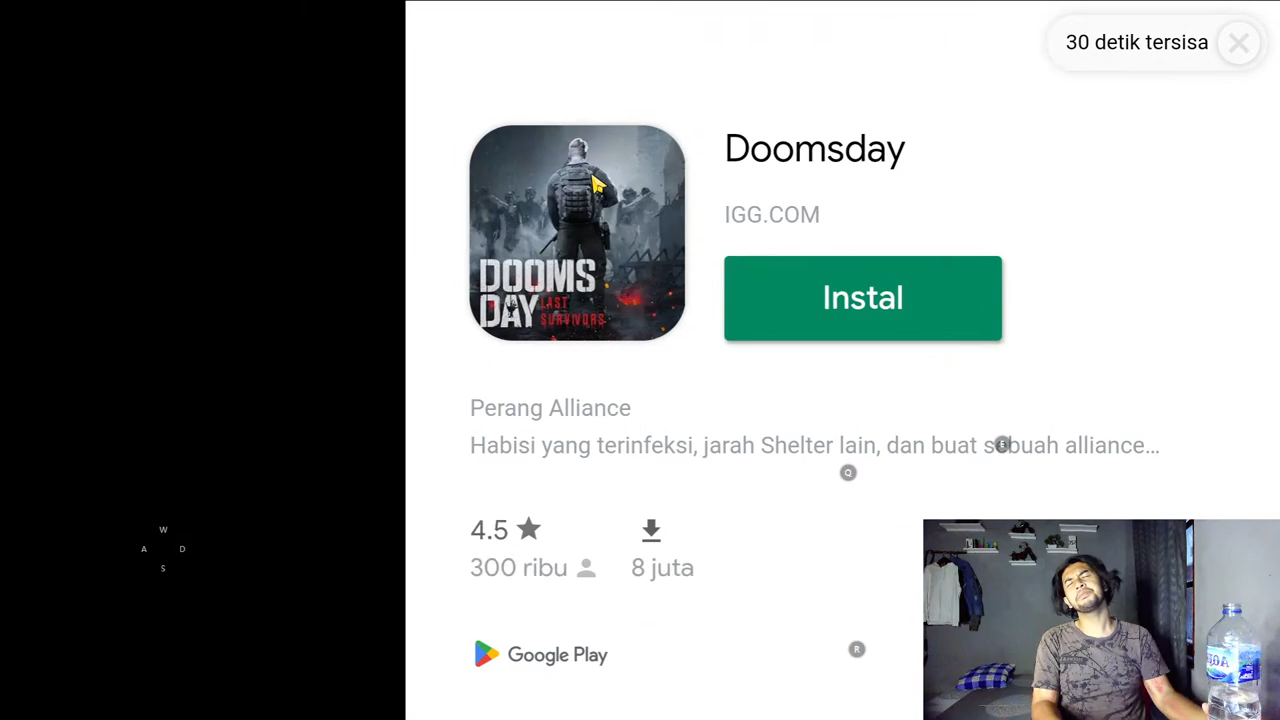 30 detik tersisa
Doomsday
IGG.COM
DOOMS
DAY LAST
SURVIVORS
Instal
Perang Alliance
Habisi yang terinfeksi, jarah Shelter lain, dan buat sebuah alliance...
Q
4.5
300 ribu
8 juta
W
A D
S
Google Play
R
AQUA